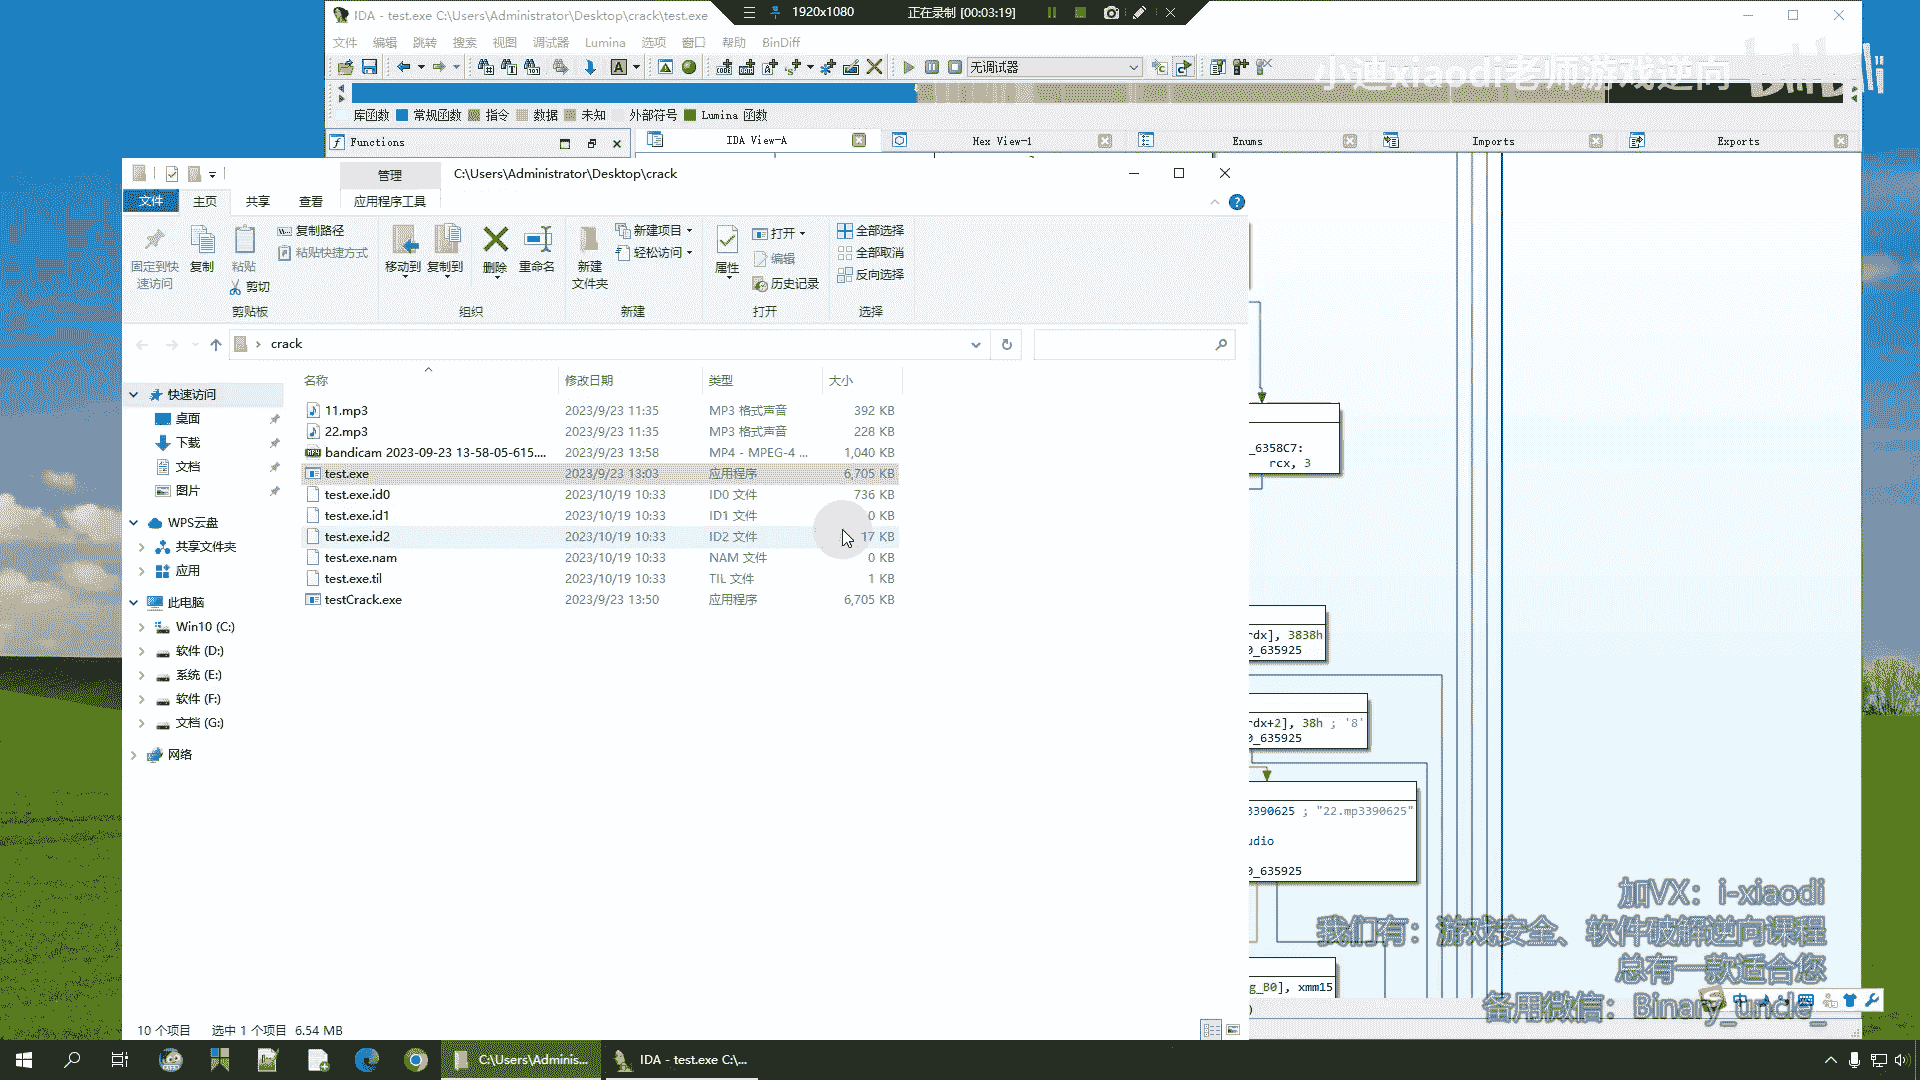 IDA - test.exe C:\Users\Administrator\Desktop\crack\test.exe
1920x1080
正在录制 [00:03:19]
文件 编辑 跳转 搜索 视图 调试器 Lumina 选项 窗口 帮助 BinDiff
无调试器
小迪xiaodi老师游戏逆向
bilibili
库函数 常规函数 指令 数据 未知 外部符号 Lumina 函数
Functions
IDA View-A
Hex View-1
Enums
Imports
Exports
管理
C:\Users\Administrator\Desktop\crack
文件 主页 共享 查看 应用程序工具
固定到快速访问
复制
粘贴
复制路径
粘贴快捷方式
剪切
剪贴板
移动到
复制到
删除
重命名
组织
新建文件夹
新建项目
轻松访问
新建
属性
打开
编辑
历史记录
打开
全部选择
全部取消
反向选择
选择
crack
名称 修改日期 类型 大小
快速访问
桌面
下载
文档
图片
WPS云盘
共享文件夹
应用
此电脑
Win10 (C:)
软件 (D:)
系统 (E:)
软件 (F:)
文档 (G:)
网络
11.mp3 2023/9/23 11:35 MP3 格式声音 392 KB
22.mp3 2023/9/23 11:35 MP3 格式声音 228 KB
bandicam 2023-09-23 13-58-05-615.... 2023/9/23 13:58 MP4 - MPEG-4 ... 1,040 KB
test.exe 2023/9/23 13:03 应用程序 6,705 KB
test.exe.id0 2023/10/19 10:33 ID0 文件 736 KB
test.exe.id1 2023/10/19 10:33 ID1 文件 0 KB
test.exe.id2 2023/10/19 10:33 ID2 文件 17 KB
test.exe.nam 2023/10/19 10:33 NAM 文件 0 KB
test.exe.til 2023/10/19 10:33 TIL 文件 1 KB
testCrack.exe 2023/9/23 13:50 应用程序 6,705 KB
_6358C7:
rcx, 3
rdx], 3838h
0_635925
rdx+2], 38h ; '8'
0_635925
3390625 ; "22.mp3390625"
udio
0_635925
g_B0], xmm15
加VX：i-xiaodi
我们有：游戏安全、软件破解逆向课程
总有一款适合您
备用微信：Binary_uncle_
中
10 个项目 选中 1 个项目 6.54 MB
C:\Users\Adminis...
IDA - test.exe C:\...